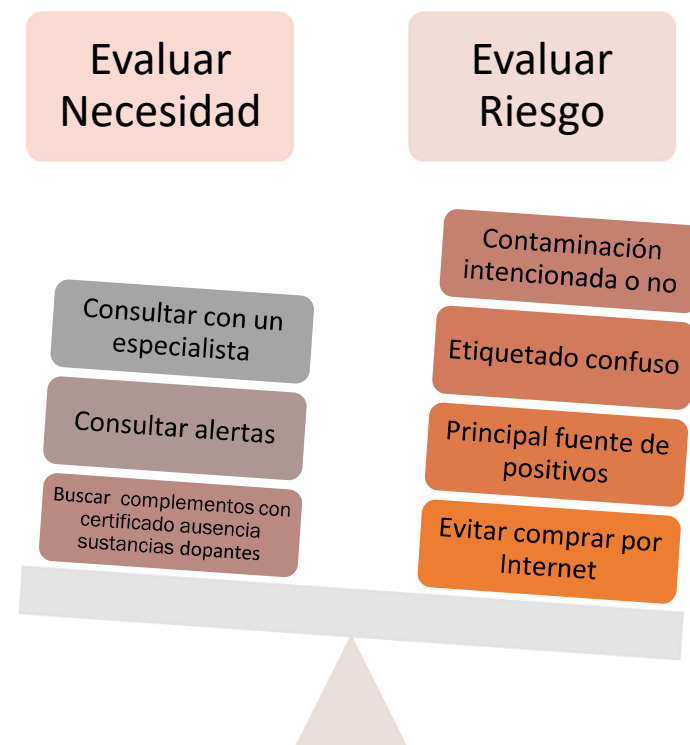 Evaluar
Necesidad
Evaluar
Riesgo
Consultar con un
especialista
Consultar alertas
Buscar complementos con
certificado ausencia
sustancias dopantes
Contaminación
intencionada o no
Etiquetado confuso
Principal fuente de
positivos
Evitar comprar por
Internet